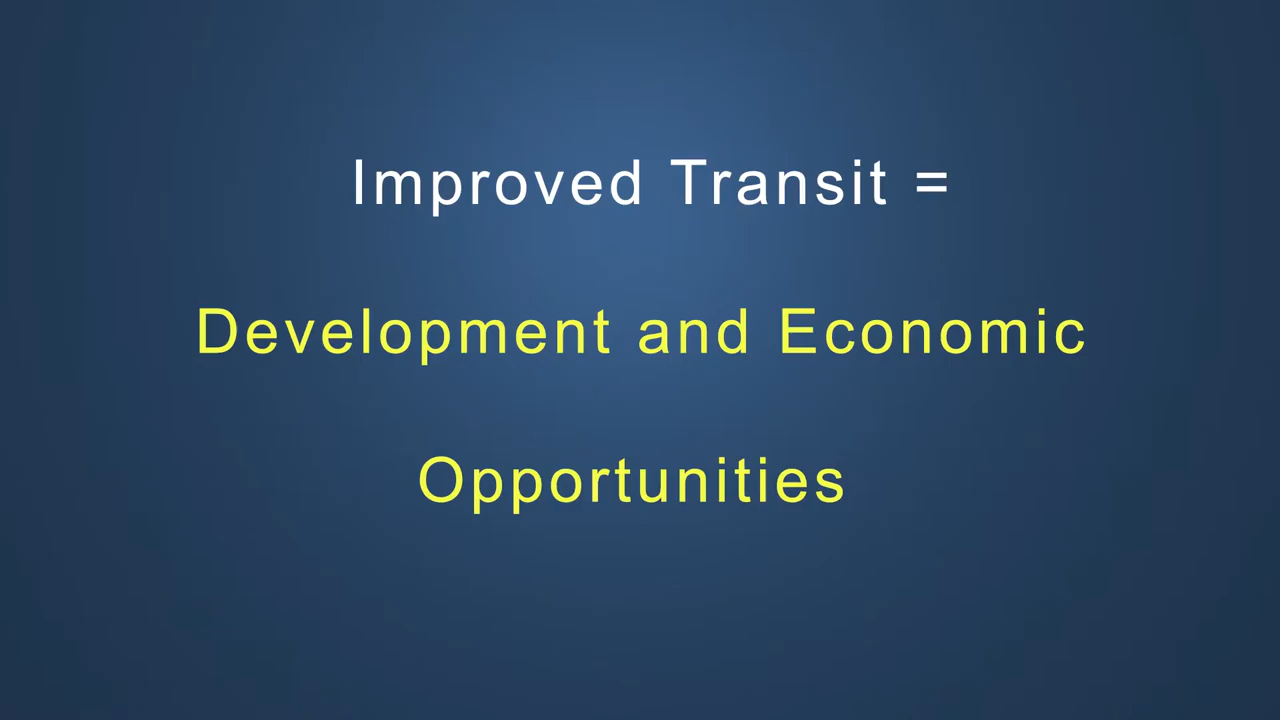 Improved Transit =
Development and Economic
Opportunities